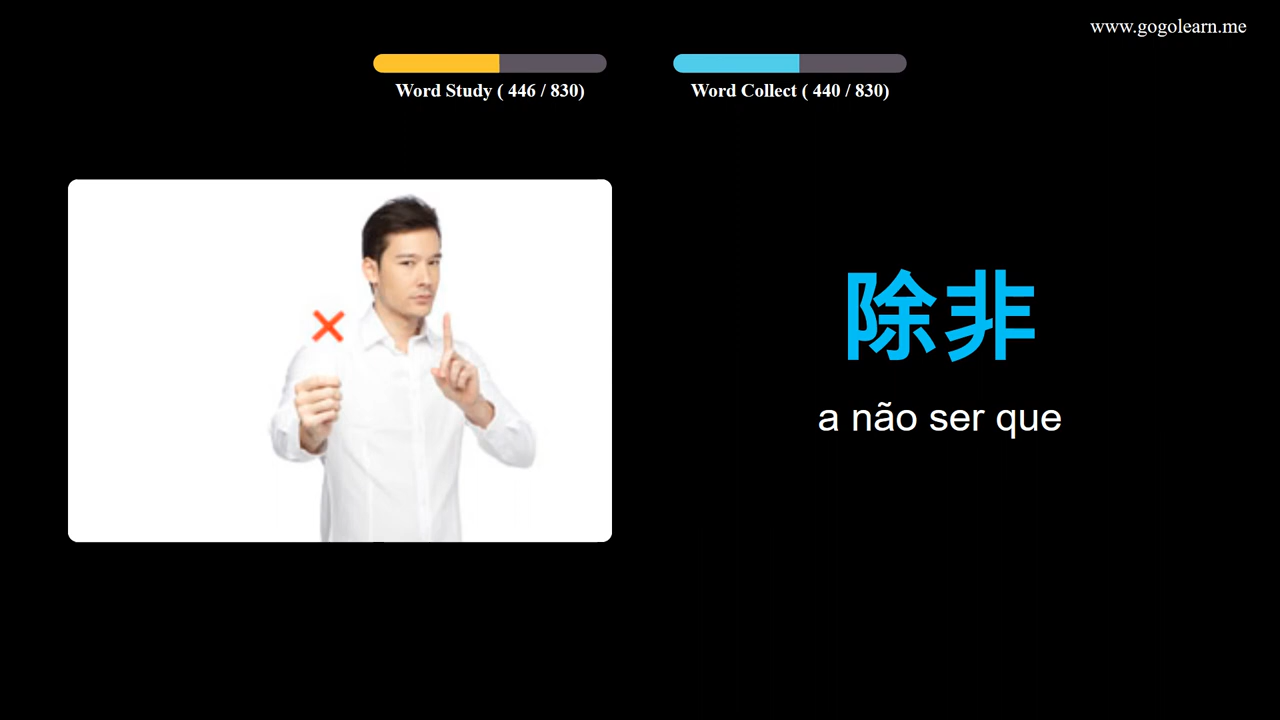 www.gogolearn.me
Word Study ( 446 / 830)
Word Collect ( 440 / 830)
除非
a não ser que